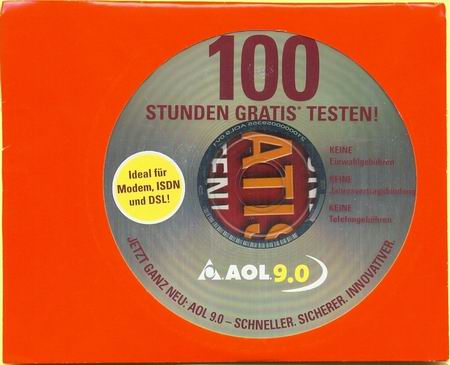 100
STUNDEN GRATIS* TESTEN!
Ideal für
Modem, ISDN
und DSL!
ATIS
KEINE
Einwahlgebühren
KEINE
Jahresvertragsbindung
KEINE
Telefongebühren
AOL 9.0
JETZT GANZ NEU: AOL 9.0 – SCHNELLER. SICHERER. INNOVATIVER.